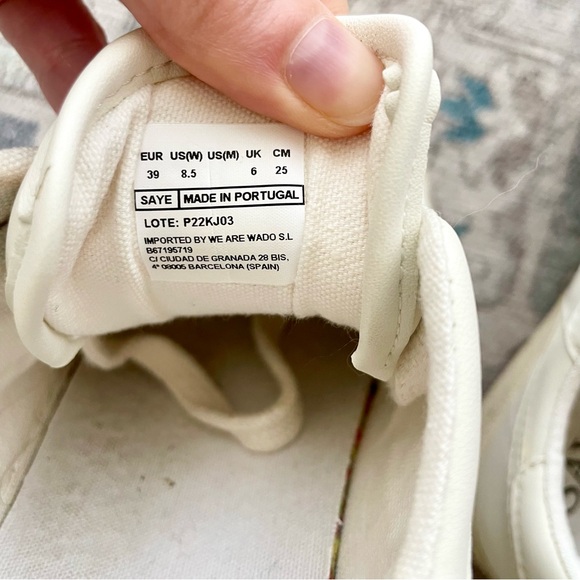 EUR US(W) US(M) UK CM
39 8.5 6 25
SAYE MADE IN PORTUGAL
LOTE: P22KJ03
IMPORTED BY WE ARE WADO S.L
B67195719
C/ CIUDAD DE GRANADA 28 BIS,
4ª 08005 BARCELONA (SPAIN)